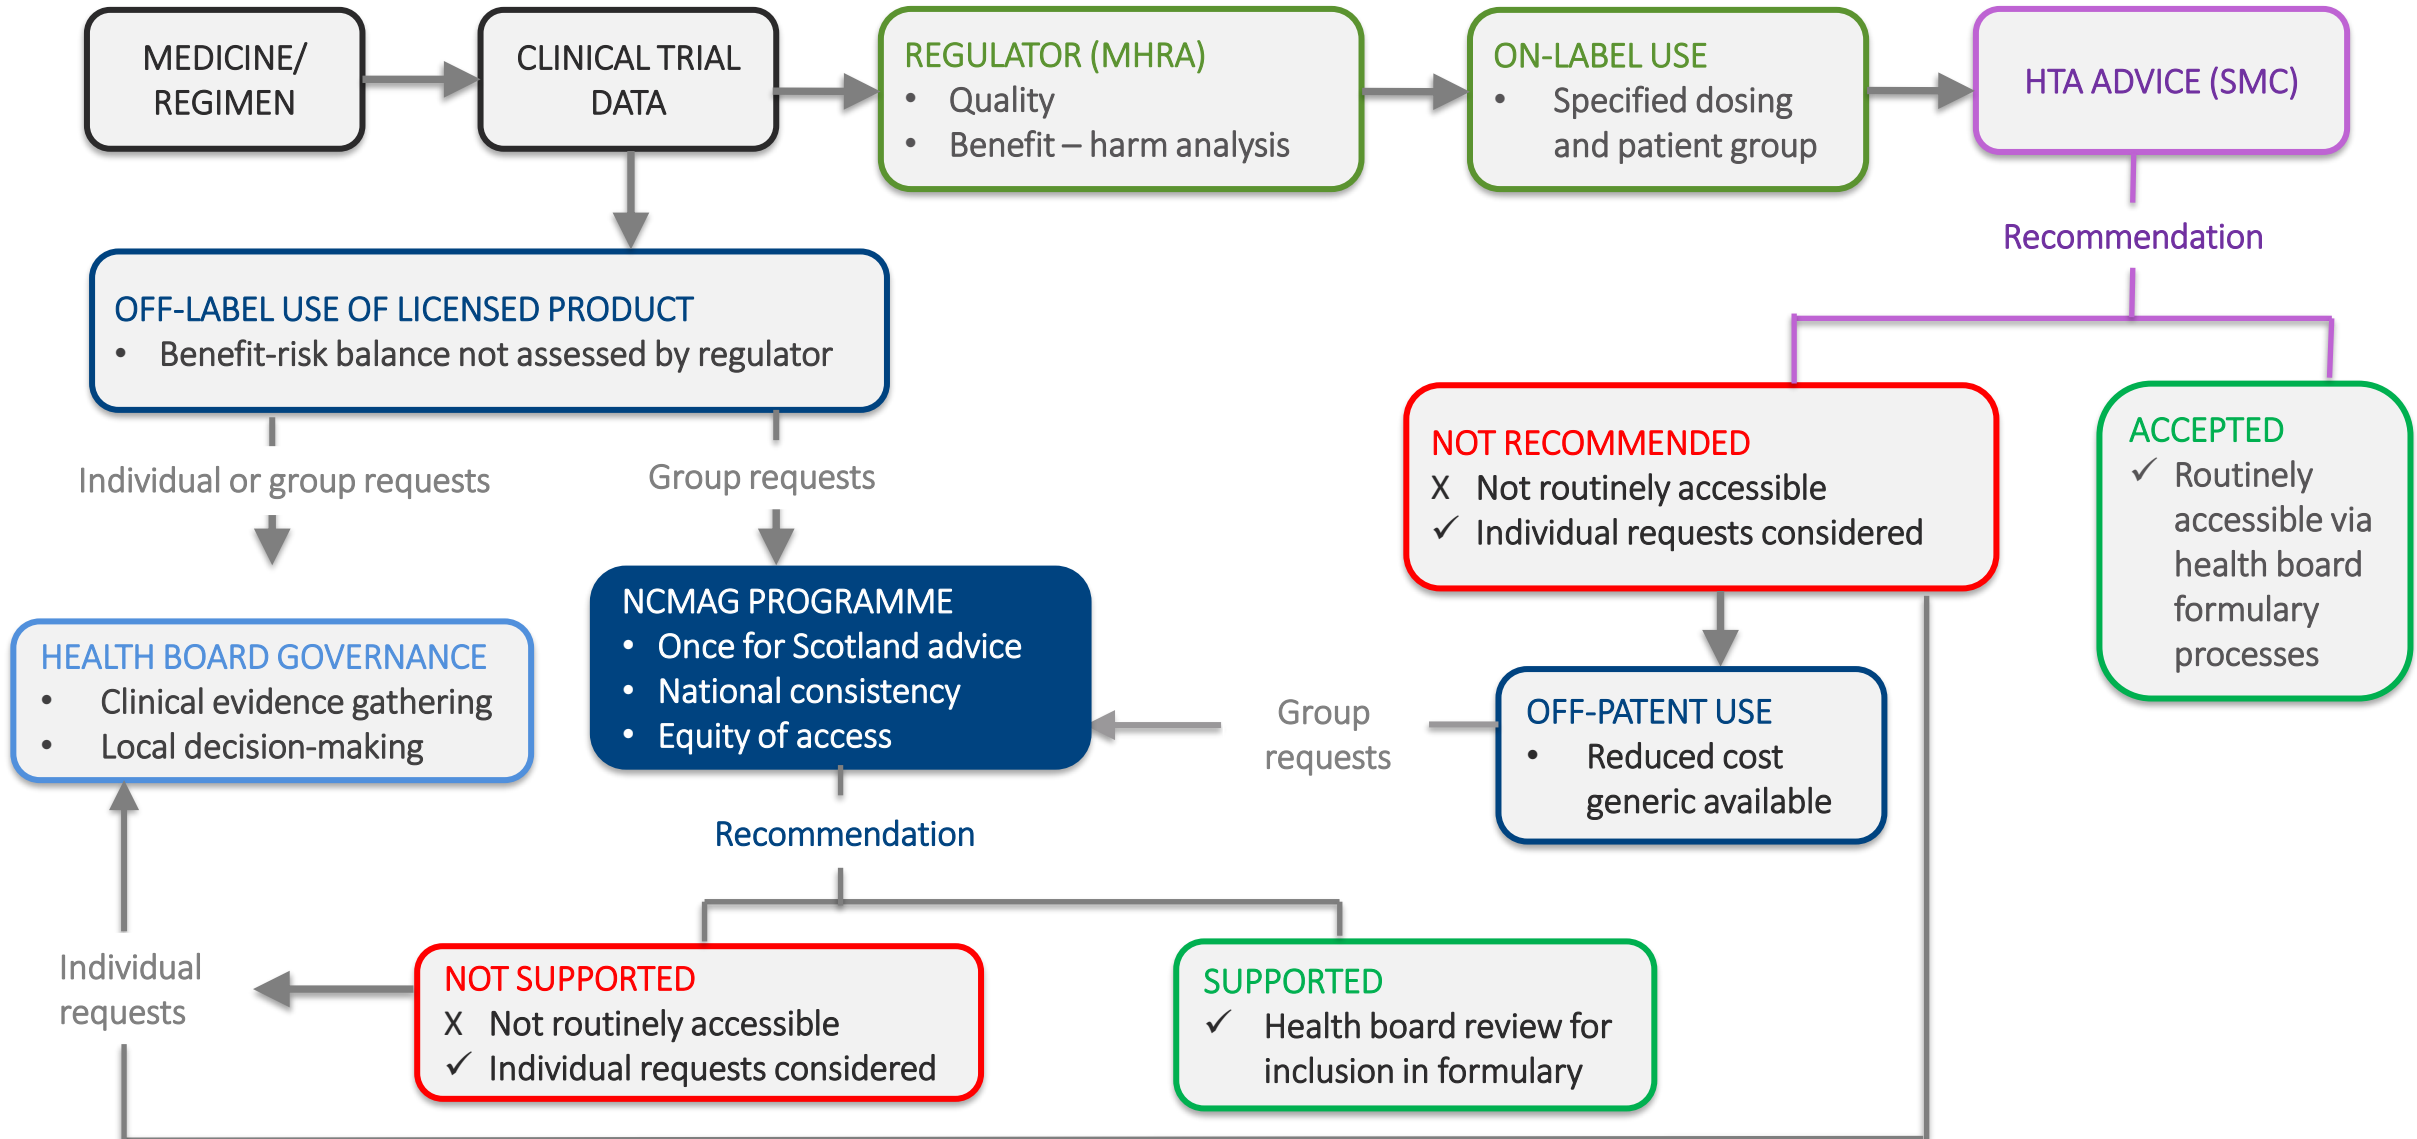 MEDICINE/
REGIMEN
CLINICAL TRIAL
DATA
REGULATOR (MHRA)
• Quality
• Benefit – harm analysis
ON-LABEL USE
• Specified dosing
and patient group
HTA ADVICE (SMC)
Recommendation
OFF-LABEL USE OF LICENSED PRODUCT
• Benefit-risk balance not assessed by regulator
Individual or group requests
Group requests
NOT RECOMMENDED
X Not routinely accessible
✓ Individual requests considered
ACCEPTED
✓ Routinely
accessible via
health board
formulary
processes
HEALTH BOARD GOVERNANCE
• Clinical evidence gathering
• Local decision-making
NCMAG PROGRAMME
• Once for Scotland advice
• National consistency
• Equity of access
Group
requests
OFF-PATENT USE
• Reduced cost
generic available
Recommendation
Individual
requests
NOT SUPPORTED
X Not routinely accessible
✓ Individual requests considered
SUPPORTED
✓ Health board review for
inclusion in formulary